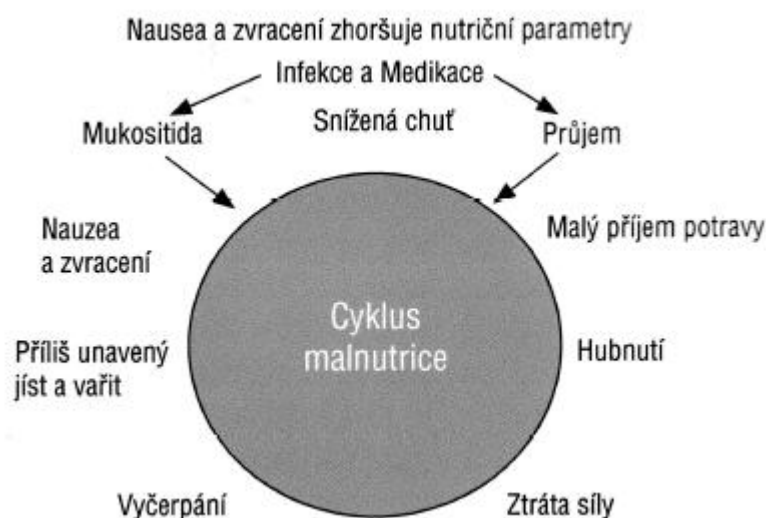 Nausea a zvracení zhoršuje nutriční parametry
Infekce a Medikace
Mukositida
Snížená chuť
Průjem
Nauzea
a zvracení
Malý příjem potravy
Cyklus
malnutrice
Příliš unavený
jíst a vařit
Hubnutí
Vyčerpání
Ztráta síly